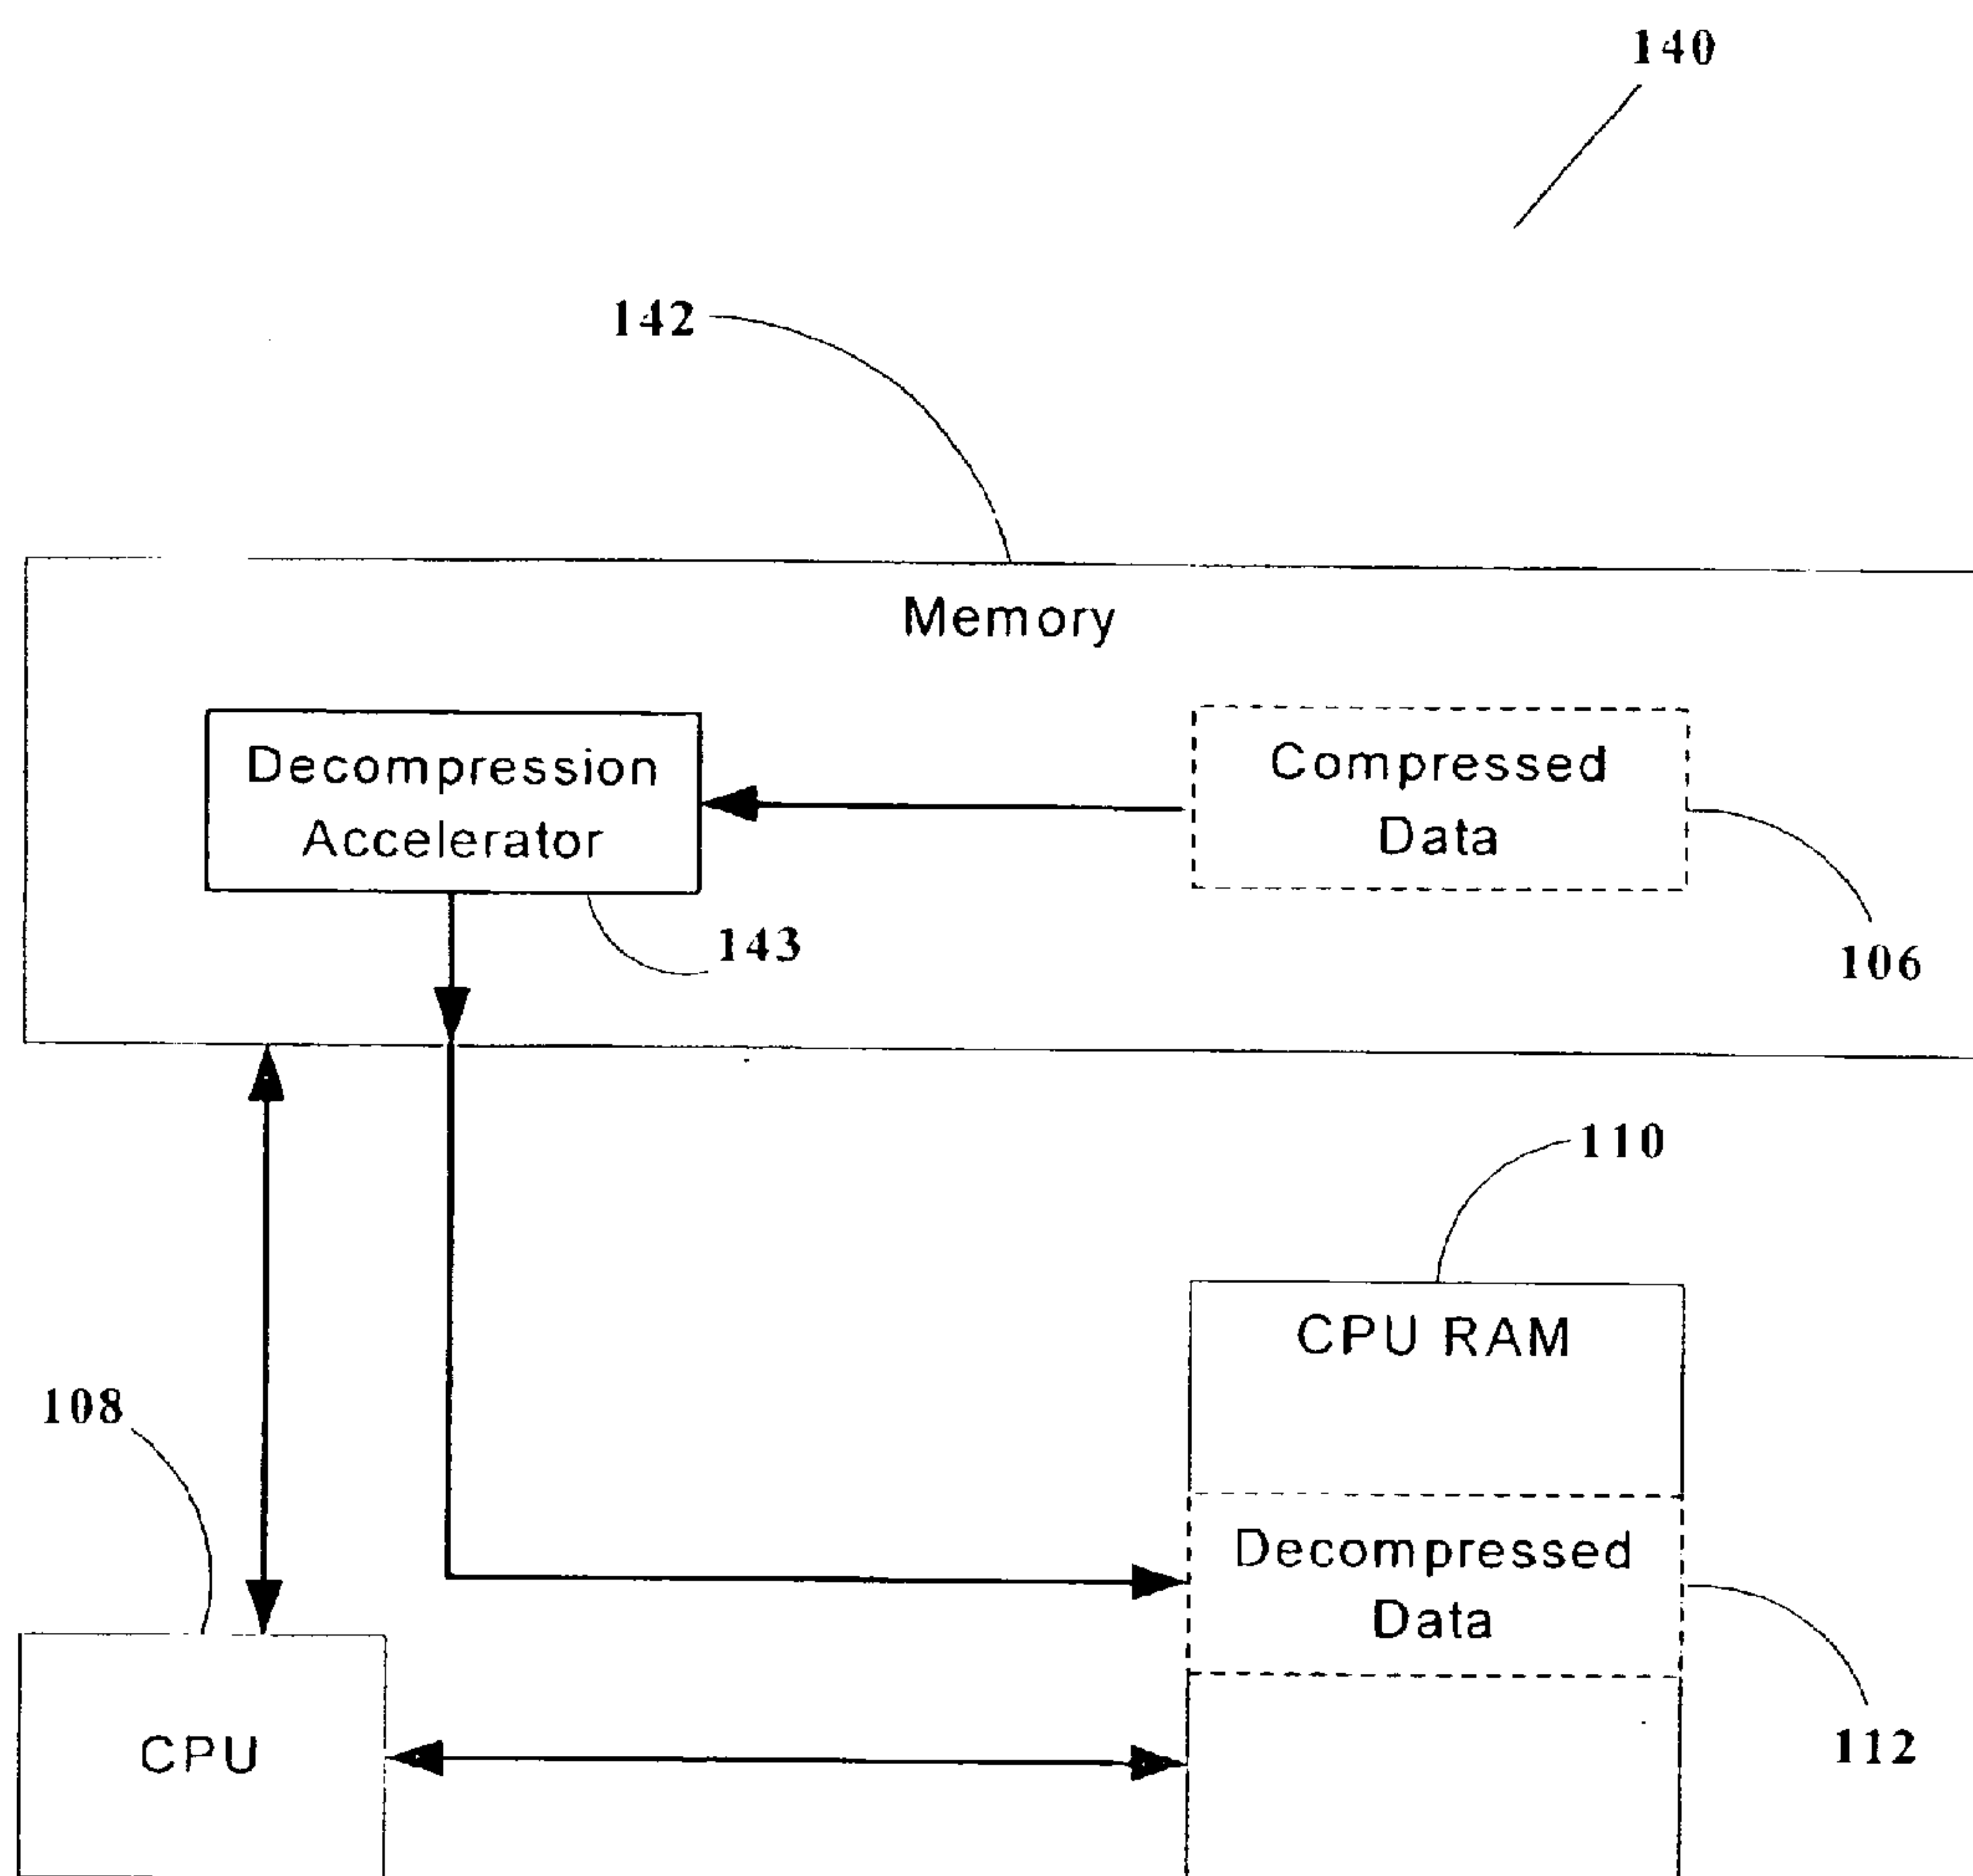 140
142
Memory
Decompression
Accelerator
Compressed
Data
143
106
110
CPU RAM
108
Decompressed
Data
CPU
112